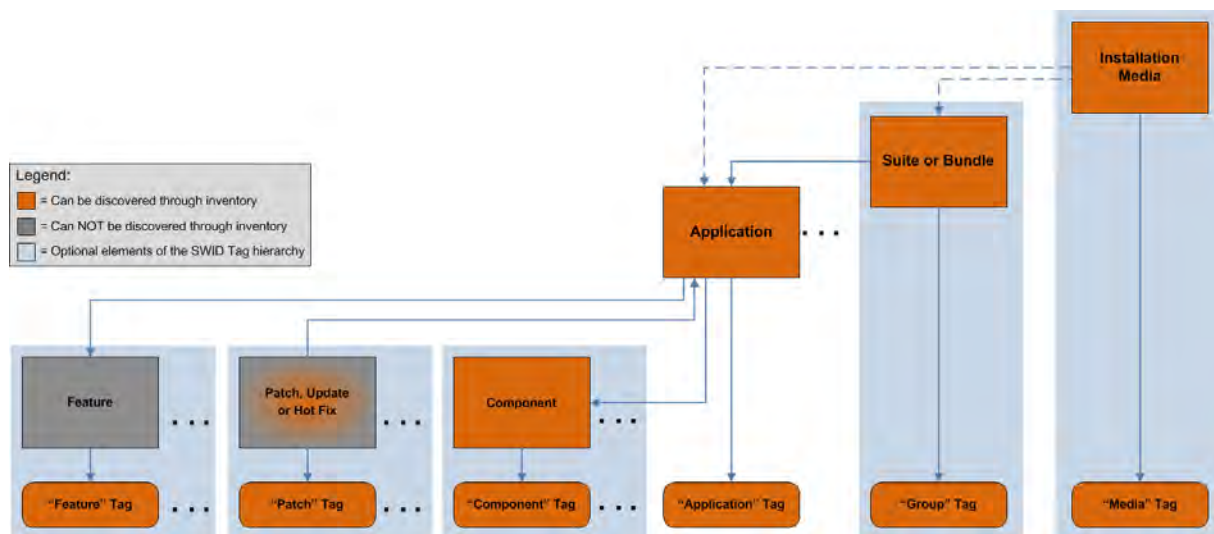 Installation
Media
Suite or Bundle
Legend:
= Can be discovered through inventory
= Can NOT be discovered through inventory
= Optional elements of the SWID Tag hierarchy
Application
. . .
Feature
. . .
Patch, Update
or Hot Fix
. . .
Component
. . .
“Feature” Tag
. . .
“Patch” Tag
. . .
“Component” Tag
. . .
“Application” Tag
“Group” Tag
“Media” Tag